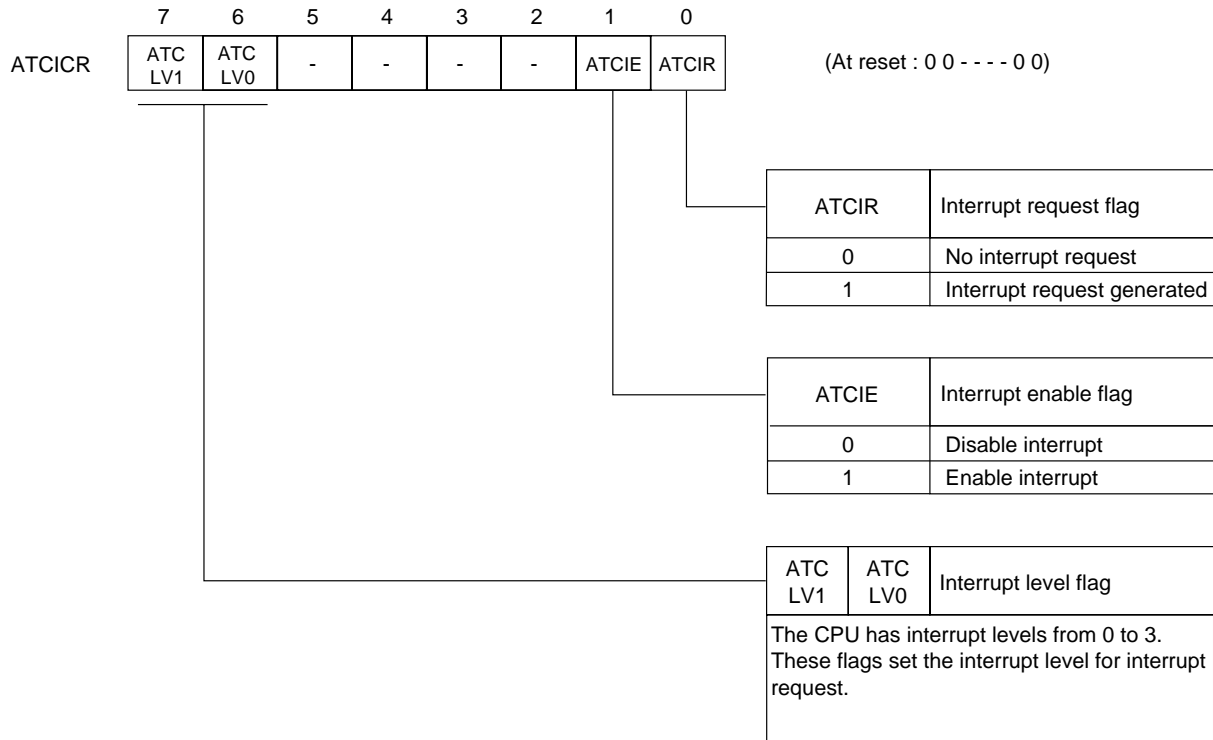 7 6 5 4 3 2 1 0
ATCICR ATC LV1 ATC LV0 - - - - ATCIE ATCIR (At reset : 0 0 - - - - 0 0)
ATCIR Interrupt request flag
0 No interrupt request
1 Interrupt request generated
ATCIE Interrupt enable flag
0 Disable interrupt
1 Enable interrupt
ATC LV1 ATC LV0 Interrupt level flag
The CPU has interrupt levels from 0 to 3.
These flags set the interrupt level for interrupt
request.